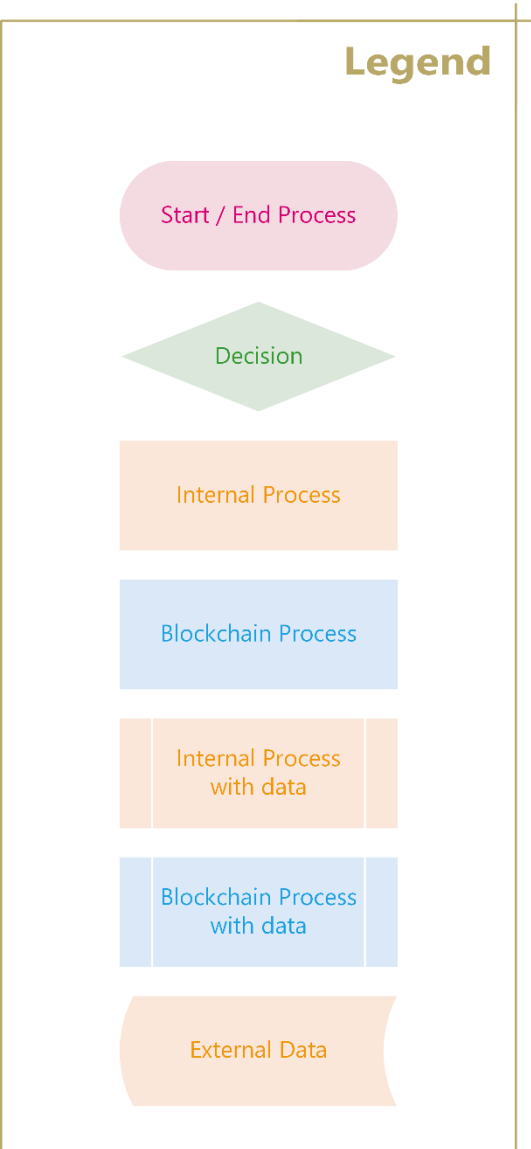 Legend
Start / End Process
Decision
Internal Process
Blockchain Process
Internal Process
with data
Blockchain Process
with data
External Data